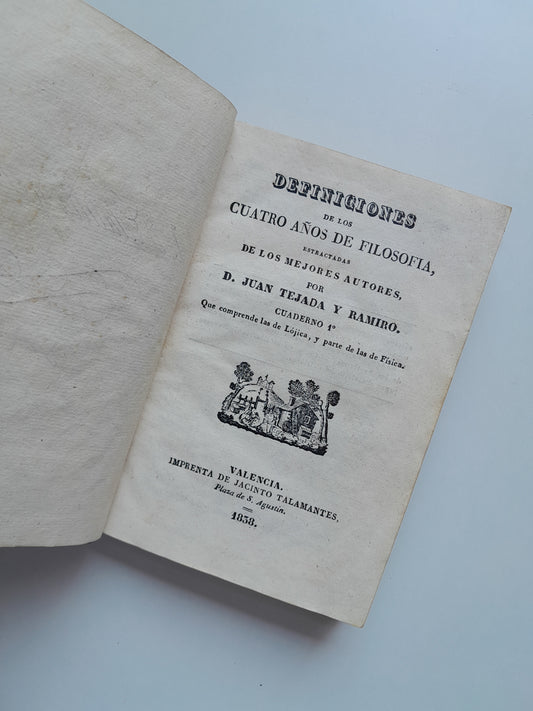 DEFINICIONES
DE LOS
CUATRO AÑOS DE FILOSOFIA,
ESTRACTADAS
DE LOS MEJORES AUTORES,
POR
D. JUAN TEJADA Y RAMIRO.
CUADERNO 1º
Que comprende las de Lójica, y parte de las de Física.
VALENCIA.
IMPRENTA DE JACINTO TALAMANTES,
Plaza de S. Agustin.
1838.